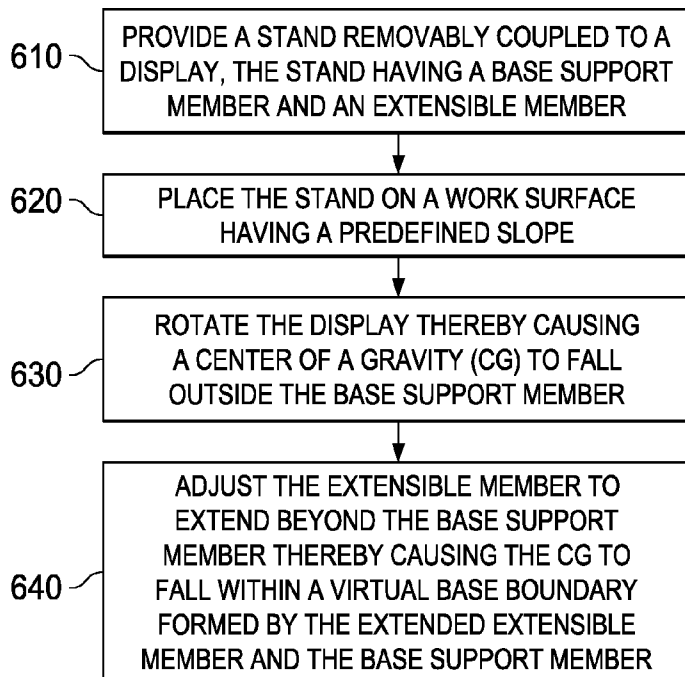 610
PROVIDE A STAND REMOVABLY COUPLED TO A
DISPLAY, THE STAND HAVING A BASE SUPPORT
MEMBER AND AN EXTENSIBLE MEMBER
620
PLACE THE STAND ON A WORK SURFACE
HAVING A PREDEFINED SLOPE
630
ROTATE THE DISPLAY THEREBY CAUSING
A CENTER OF A GRAVITY (CG) TO FALL
OUTSIDE THE BASE SUPPORT MEMBER
640
ADJUST THE EXTENSIBLE MEMBER TO
EXTEND BEYOND THE BASE SUPPORT
MEMBER THEREBY CAUSING THE CG TO
FALL WITHIN A VIRTUAL BASE BOUNDARY
FORMED BY THE EXTENDED EXTENSIBLE
MEMBER AND THE BASE SUPPORT MEMBER